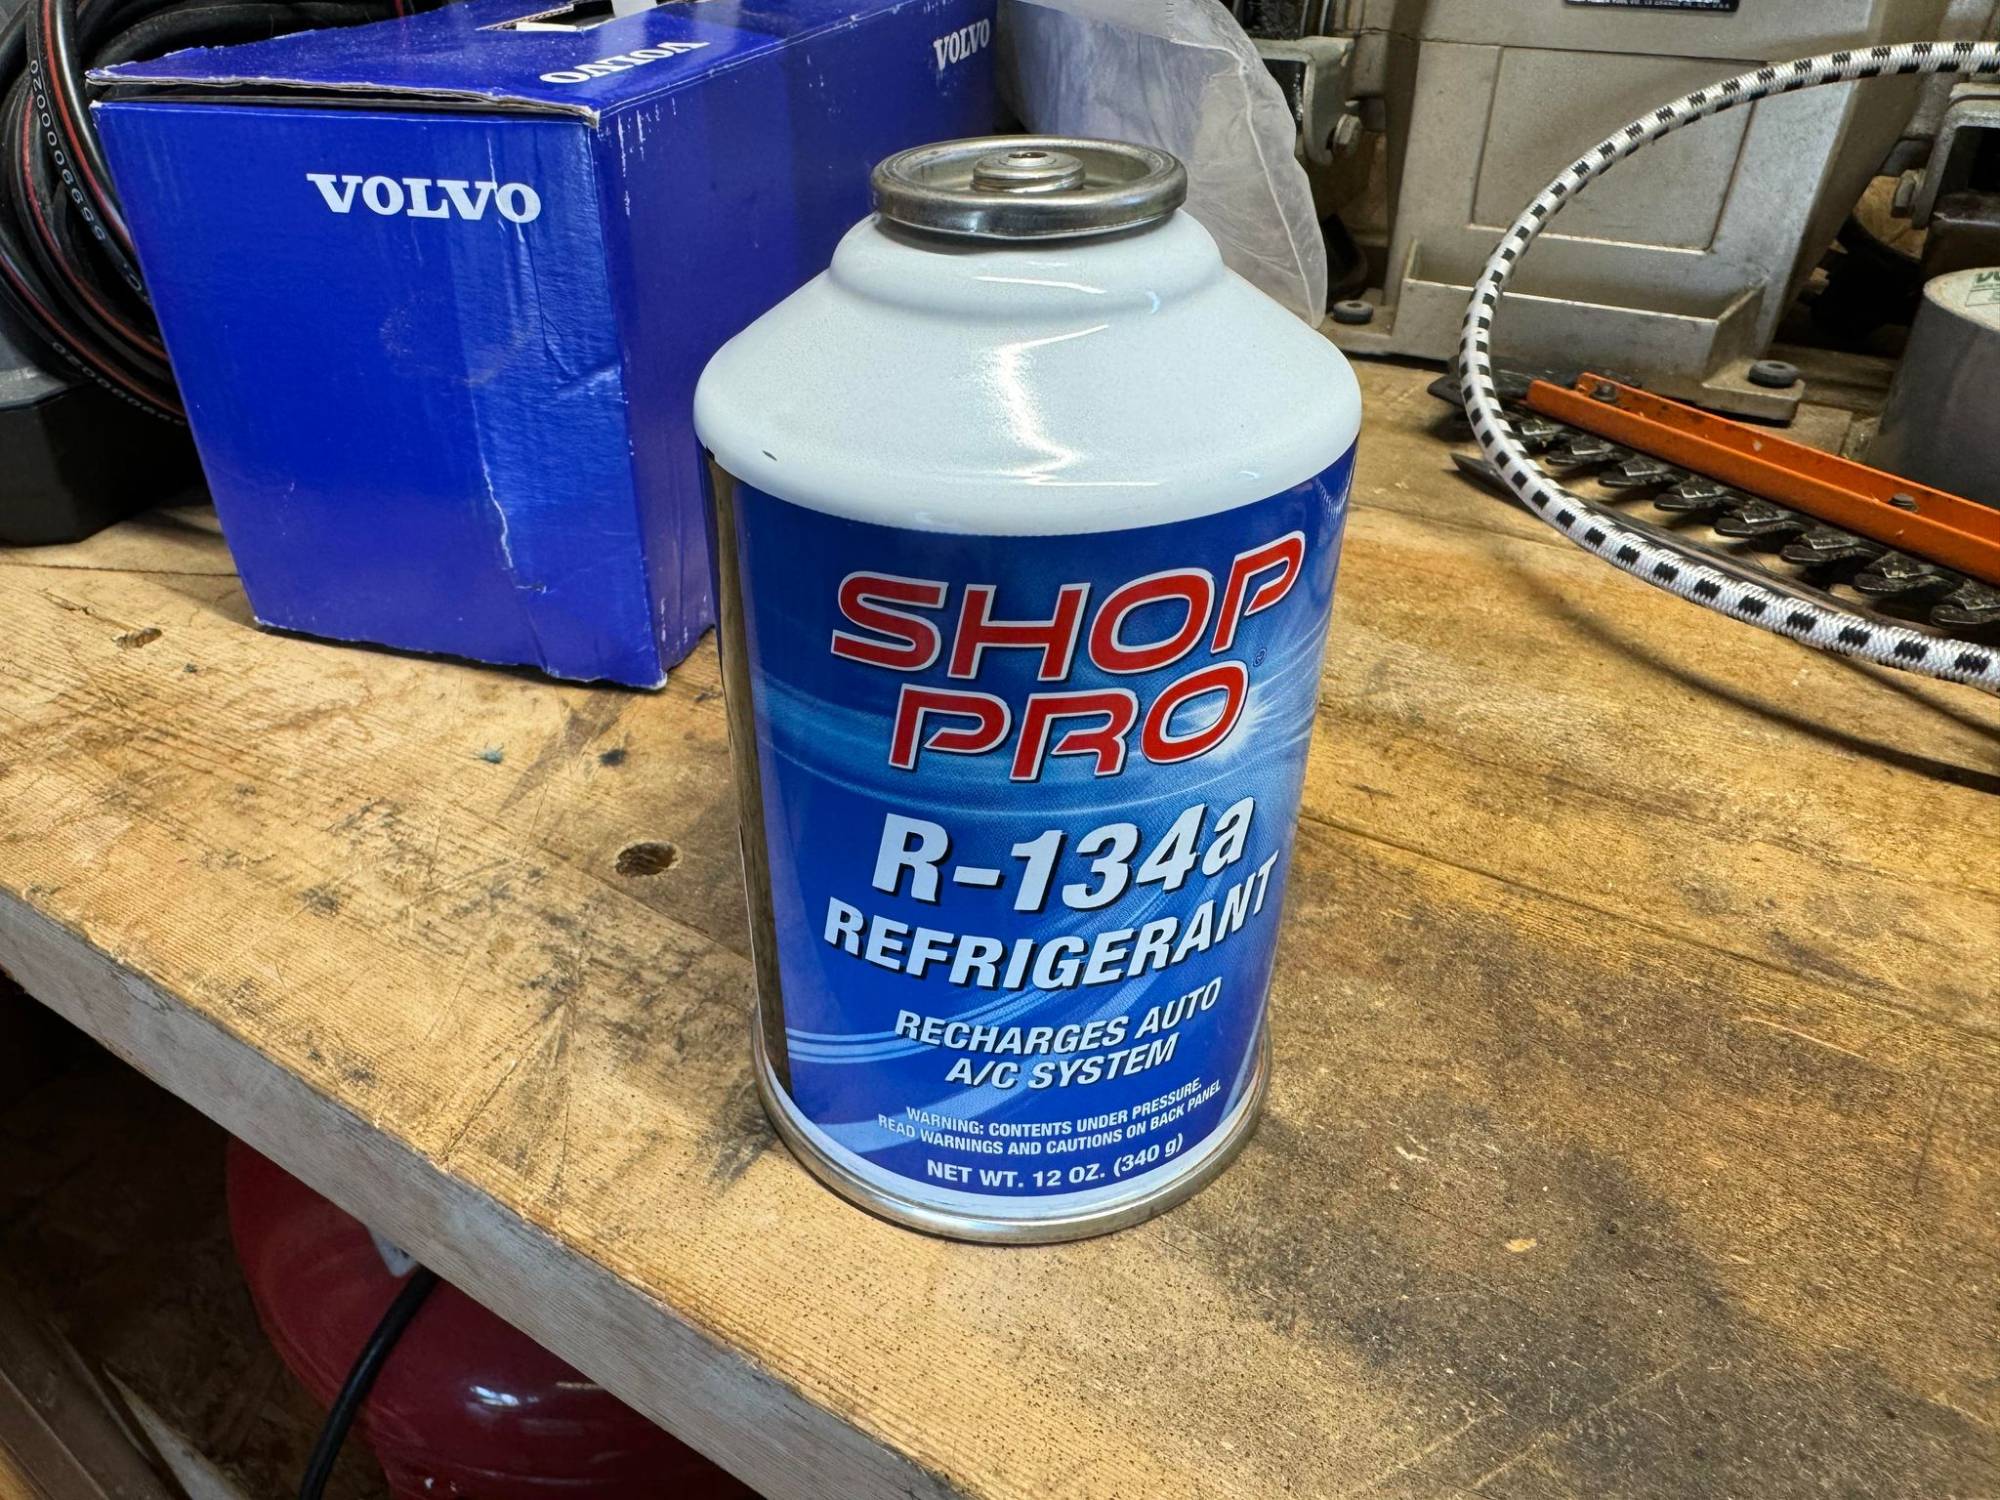 VOLVO
VOLVO
VOLVO
SHOP
PRO
R-134a
REFRIGERANT
RECHARGES AUTO
A/C SYSTEM
WARNING: CONTENTS UNDER PRESSURE.
READ WARNINGS AND CAUTIONS ON BACK PANEL
NET WT. 12 OZ. (340 g)